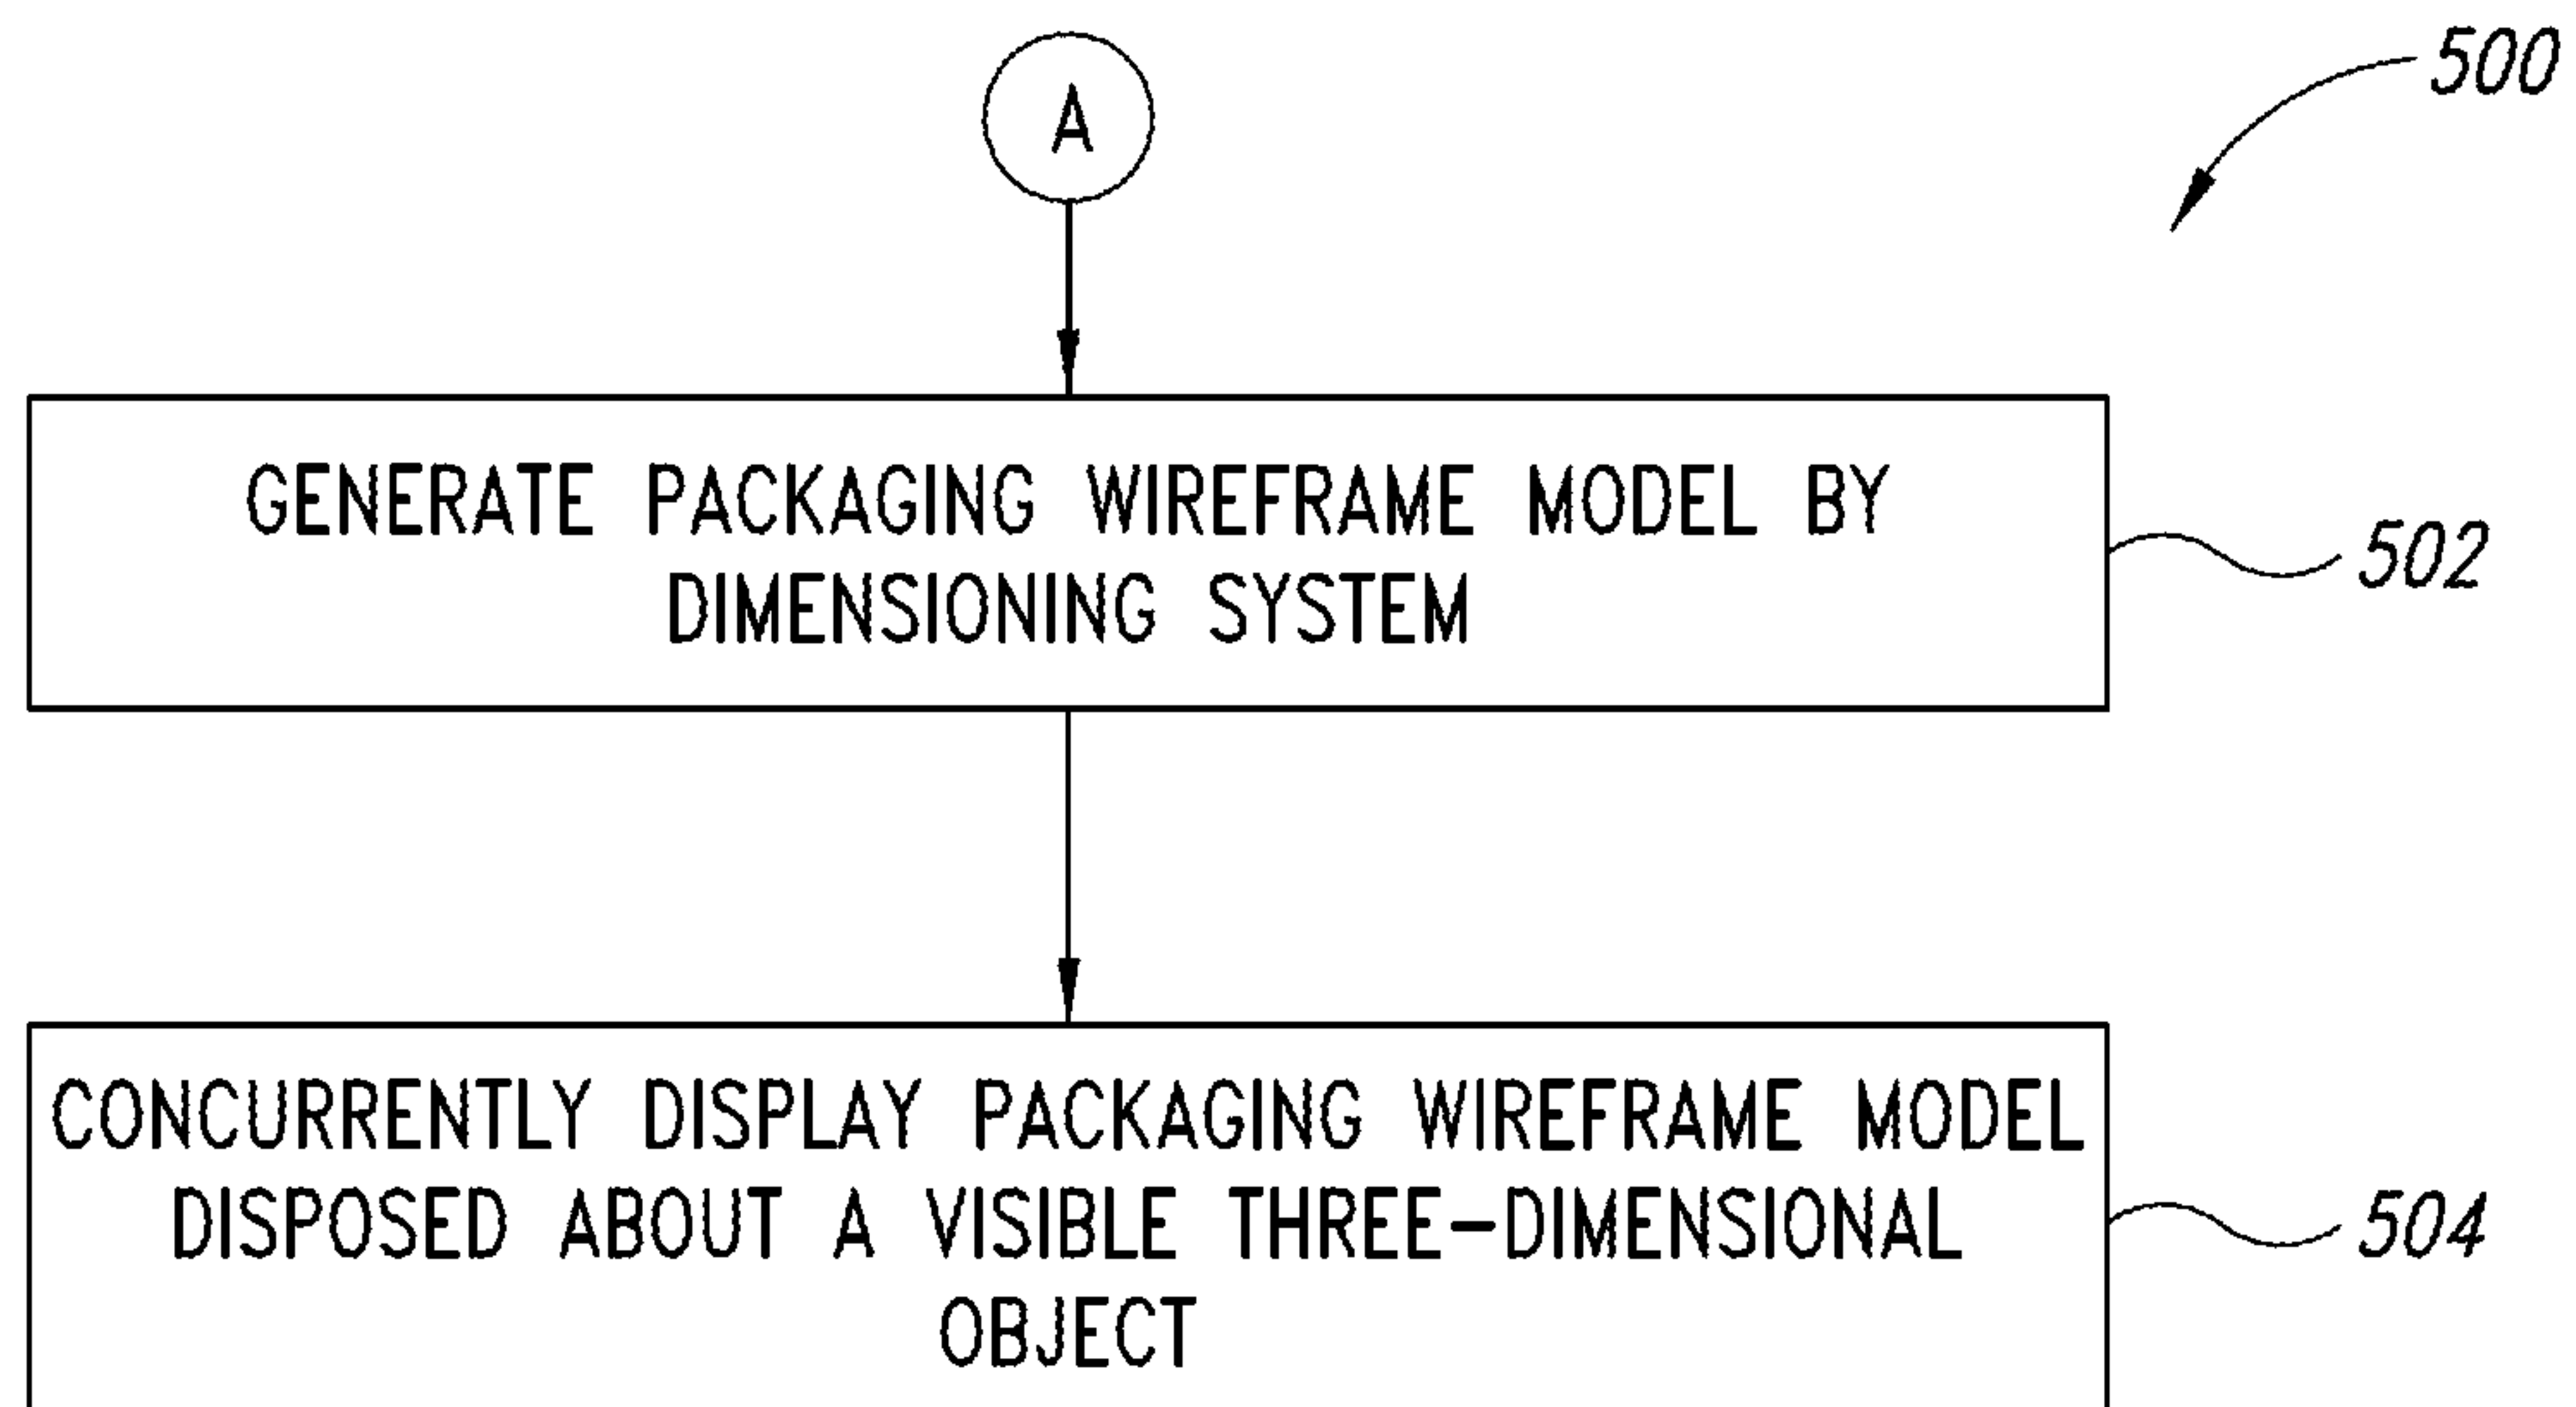 A
500
GENERATE PACKAGING WIREFRAME MODEL BY
DIMENSIONING SYSTEM
502
CONCURRENTLY DISPLAY PACKAGING WIREFRAME MODEL
DISPOSED ABOUT A VISIBLE THREE-DIMENSIONAL
OBJECT
504